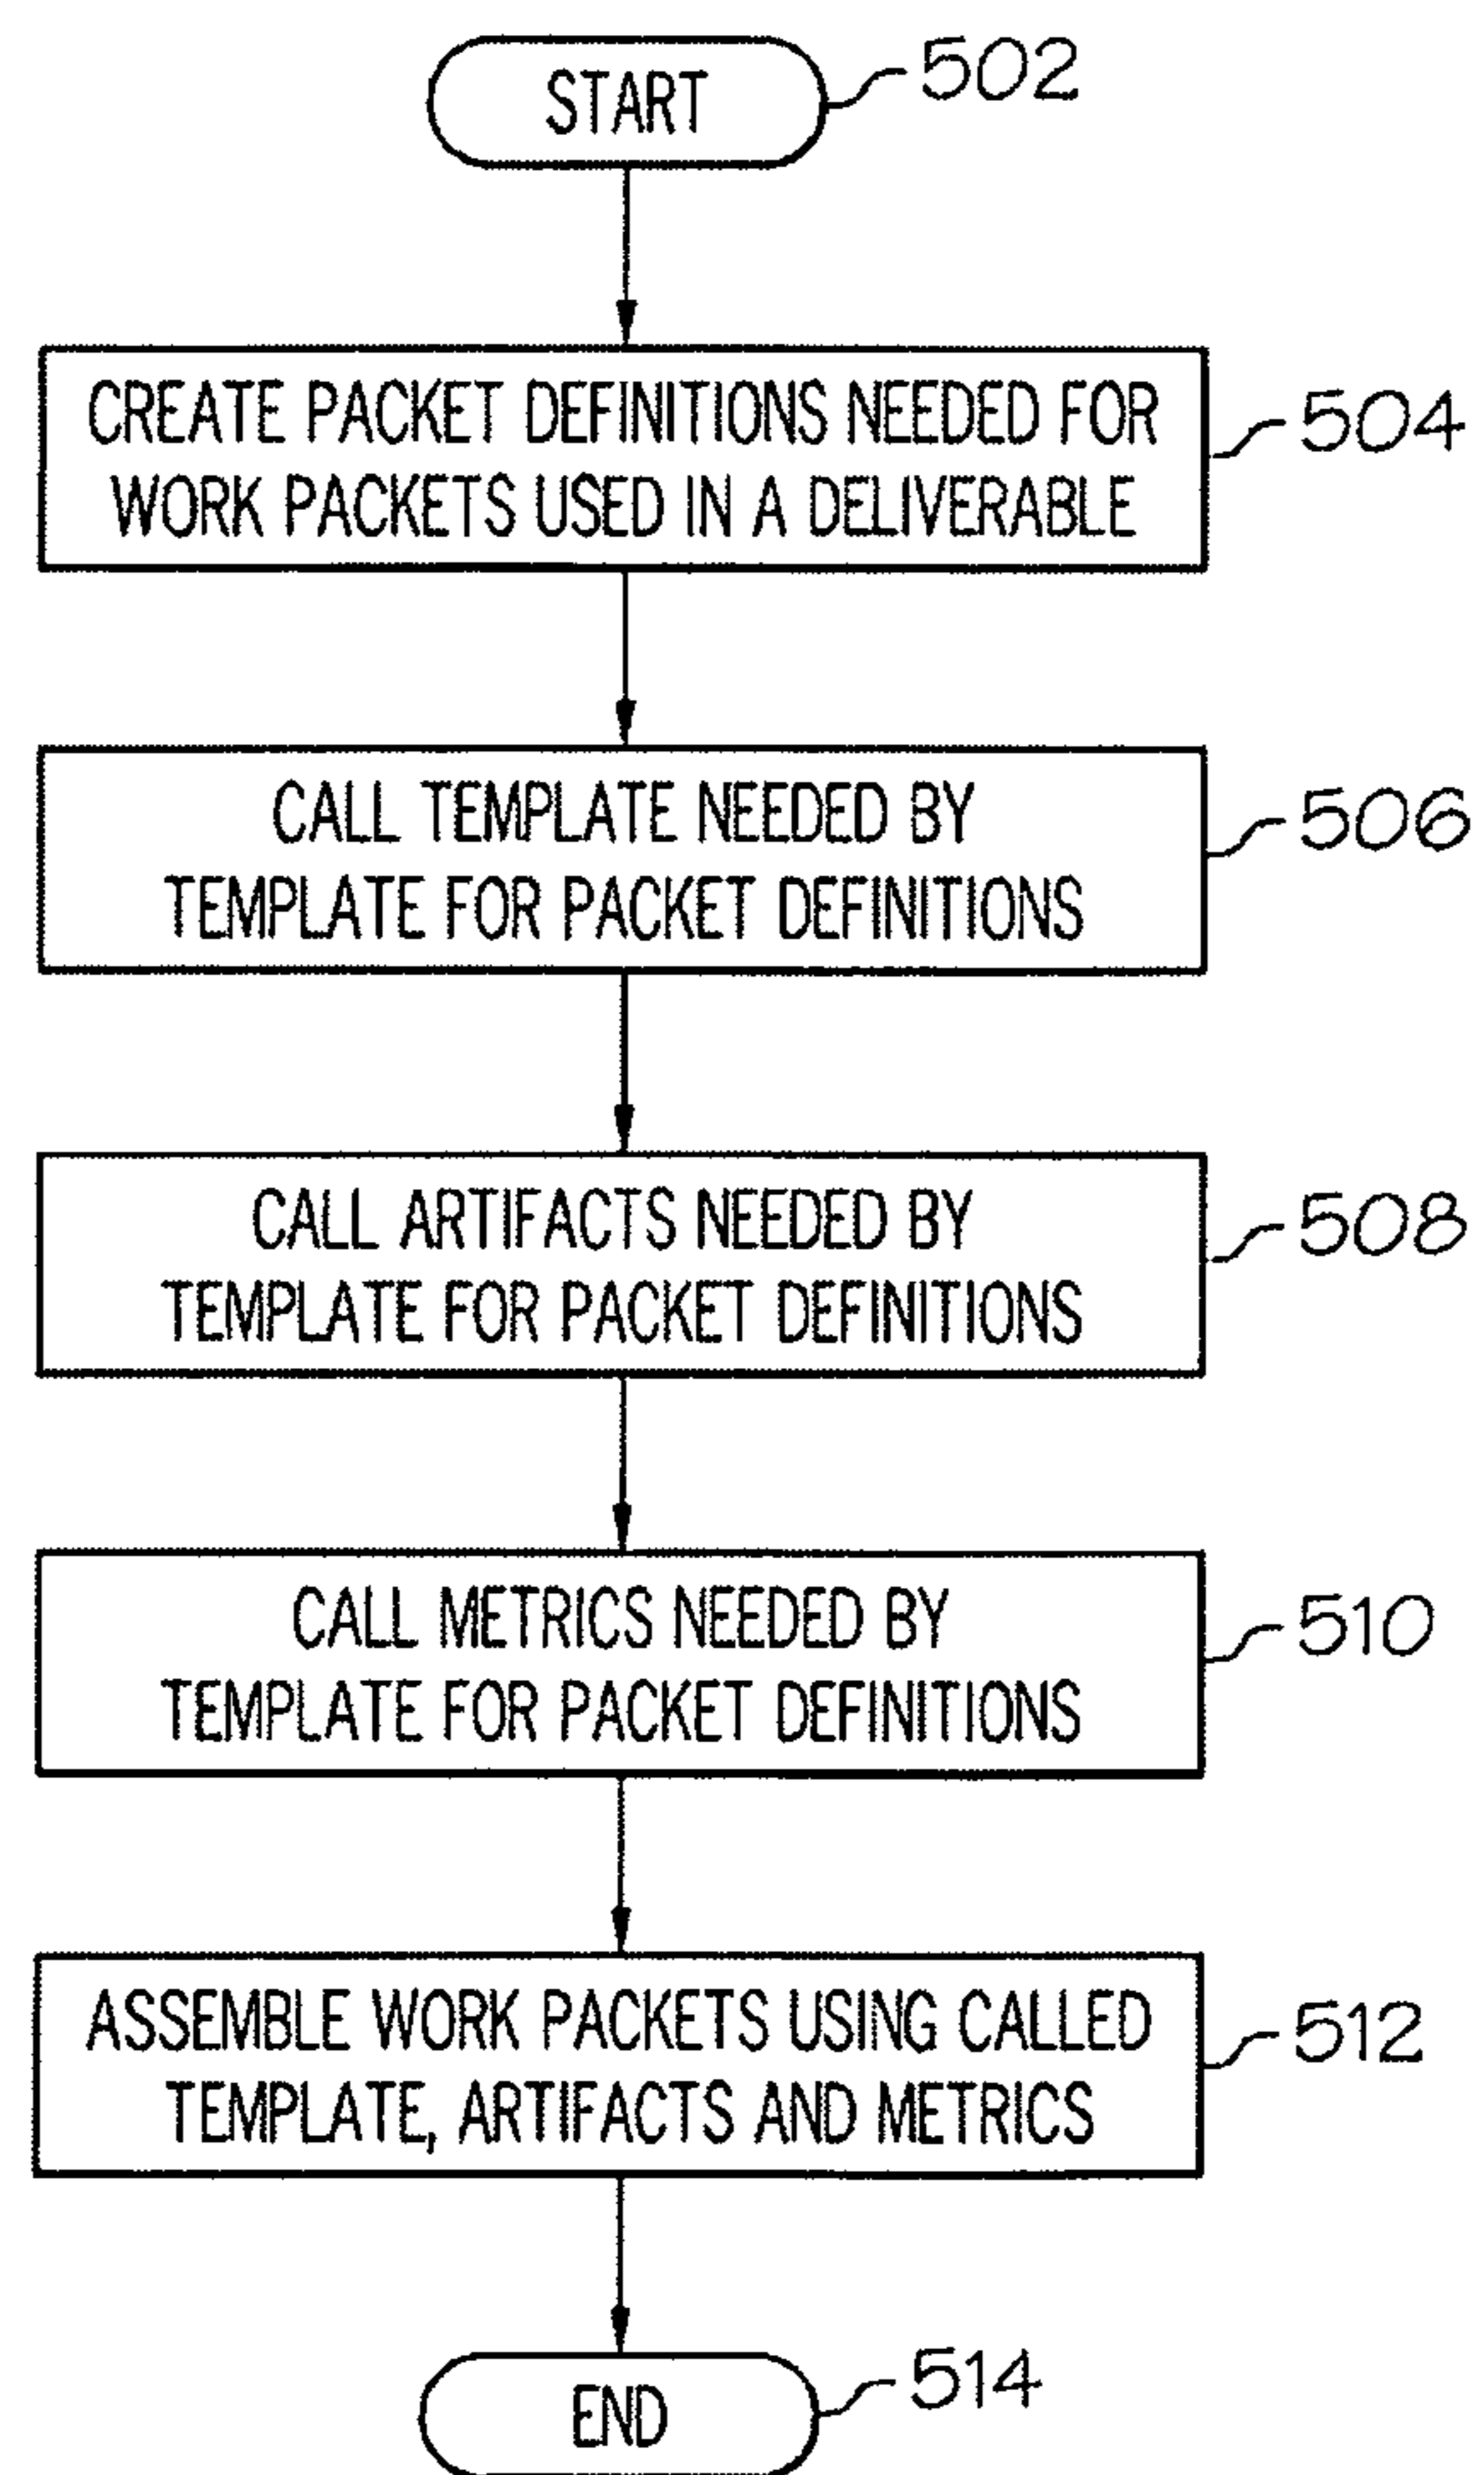 START
502
CREATE PACKET DEFINITIONS NEEDED FOR
WORK PACKETS USED IN A DELIVERABLE
504
CALL TEMPLATE NEEDED BY
TEMPLATE FOR PACKET DEFINITIONS
506
CALL ARTIFACTS NEEDED BY
TEMPLATE FOR PACKET DEFINITIONS
508
CALL METRICS NEEDED BY
TEMPLATE FOR PACKET DEFINITIONS
510
ASSEMBLE WORK PACKETS USING CALLED
TEMPLATE, ARTIFACTS AND METRICS
512
END
514